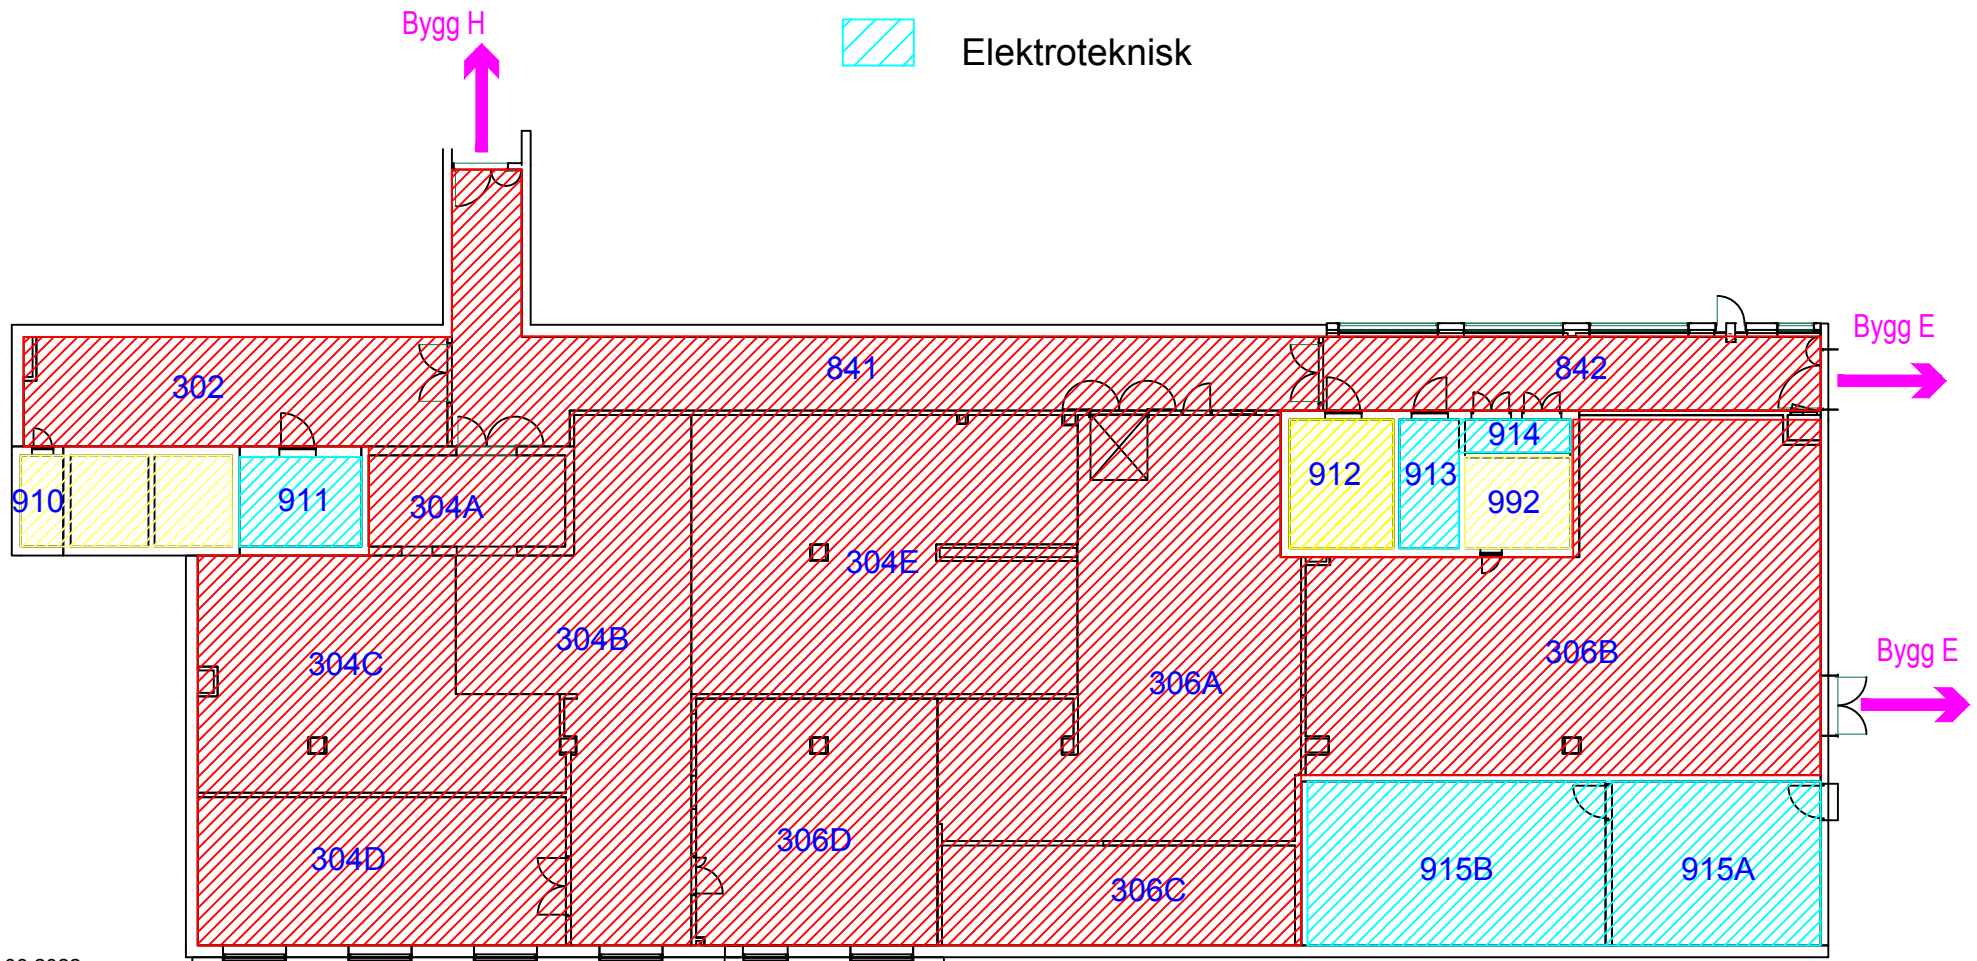 Bygg H
Elektroteknisk
Bygg E
841
842
302
914
912
913
910
911
304A
992
304E
304B
306B
Bygg E
304C
306A
306D
304D
915B
915A
306C